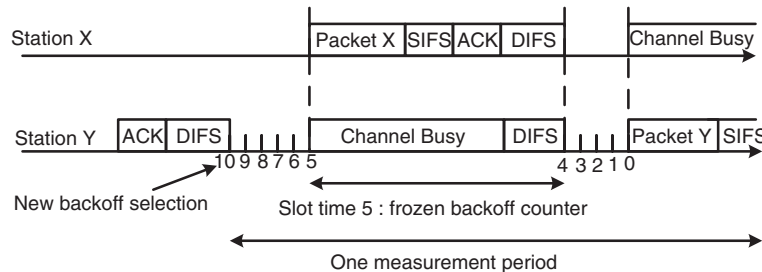 Station X
Packet X SIFS ACK DIFS
Channel Busy
Station Y
ACK DIFS
Channel Busy
DIFS
Packet Y SIFS
10 9 8 7 6 5 4 3 2 1 0
New backoff selection
Slot time 5 : frozen backoff counter
One measurement period